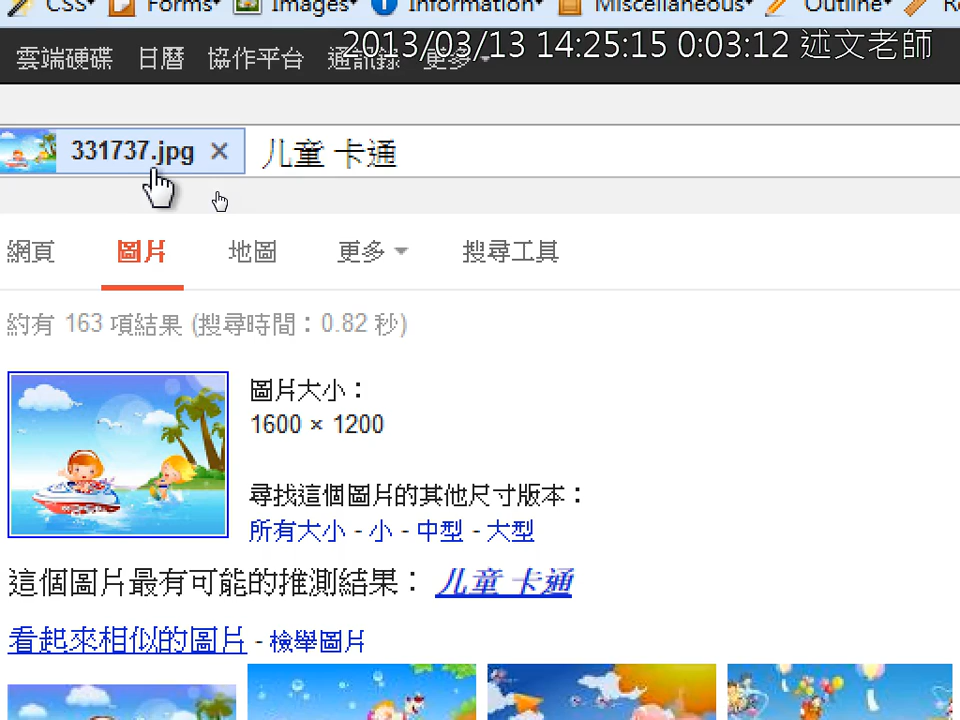 CSS▾ Forms▾ Images▾ Information▾ Miscellaneous▾ Outline▾
2013/03/13 14:25:15 0:03:12 述文老師
雲端硬碟 日曆 協作平台 通訊錄 更多
331737.jpg × 儿童 卡通
網頁 圖片 地圖 更多 搜尋工具
約有 163 項結果 (搜尋時間：0.82 秒)
圖片大小：
1600 × 1200
尋找這個圖片的其他尺寸版本：
所有大小 - 小 - 中型 - 大型
這個圖片最有可能的推測結果： 儿童 卡通
看起來相似的圖片 - 檢舉圖片